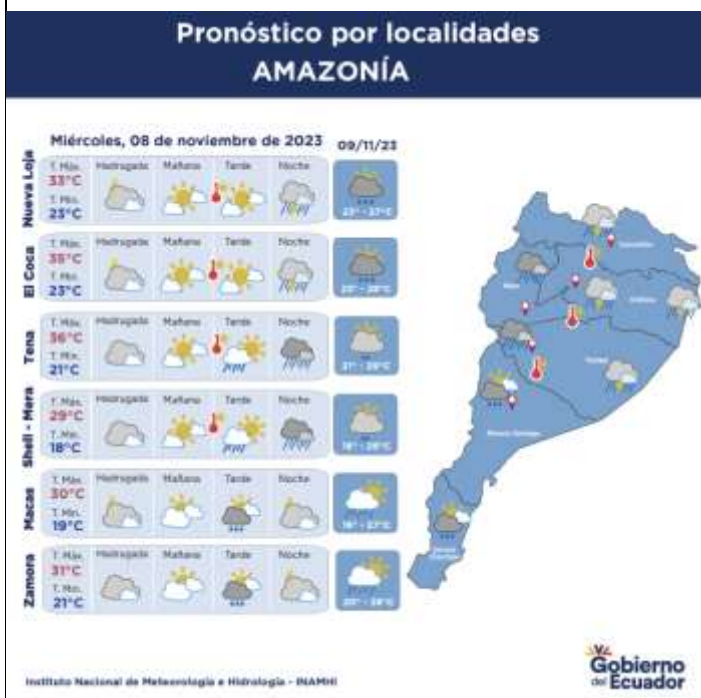 Pronóstico por localidades
AMAZONÍA
Miércoles, 08 de noviembre de 2023
09/11/23
Nueva Loja
T. Máx.
33°C
T. Mín.
23°C
Madrugada
Mañana
Tarde
Noche
El Coca
T. Máx.
35°C
T. Mín.
23°C
Madrugada
Mañana
Tarde
Noche
Tena
T. Máx.
36°C
T. Mín.
21°C
Madrugada
Mañana
Tarde
Noche
Shell - Mera
T. Máx.
29°C
T. Mín.
18°C
Madrugada
Mañana
Tarde
Noche
Macas
T. Máx.
30°C
T. Mín.
19°C
Madrugada
Mañana
Tarde
Noche
Zamora
T. Máx.
31°C
T. Mín.
21°C
Madrugada
Mañana
Tarde
Noche
Instituto Nacional de Meteorología e Hidrología - INAMHI
Gobierno
del Ecuador